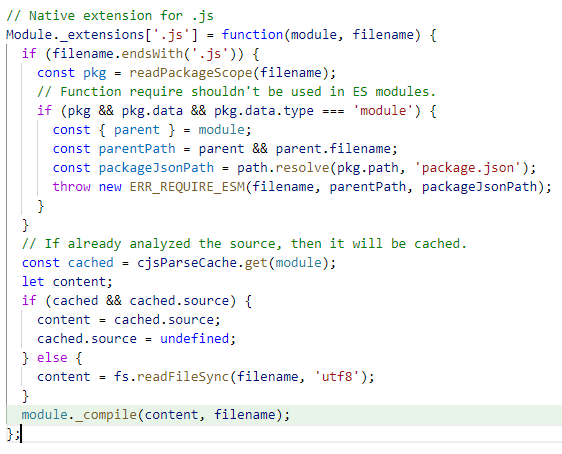 // Native extension for .js
Module._extensions['.js'] = function(module, filename) {
  if (filename.endsWith('.js')) {
    const pkg = readPackageScope(filename);
    // Function require shouldn't be used in ES modules.
    if (pkg && pkg.data && pkg.data.type === 'module') {
      const { parent } = module;
      const parentPath = parent && parent.filename;
      const packageJsonPath = path.resolve(pkg.path, 'package.json');
      throw new ERR_REQUIRE_ESM(filename, parentPath, packageJsonPath);
    }
  }
  // If already analyzed the source, then it will be cached.
  const cached = cjsParseCache.get(module);
  let content;
  if (cached && cached.source) {
    content = cached.source;
    cached.source = undefined;
  } else {
    content = fs.readFileSync(filename, 'utf8');
  }
  module._compile(content, filename);
};